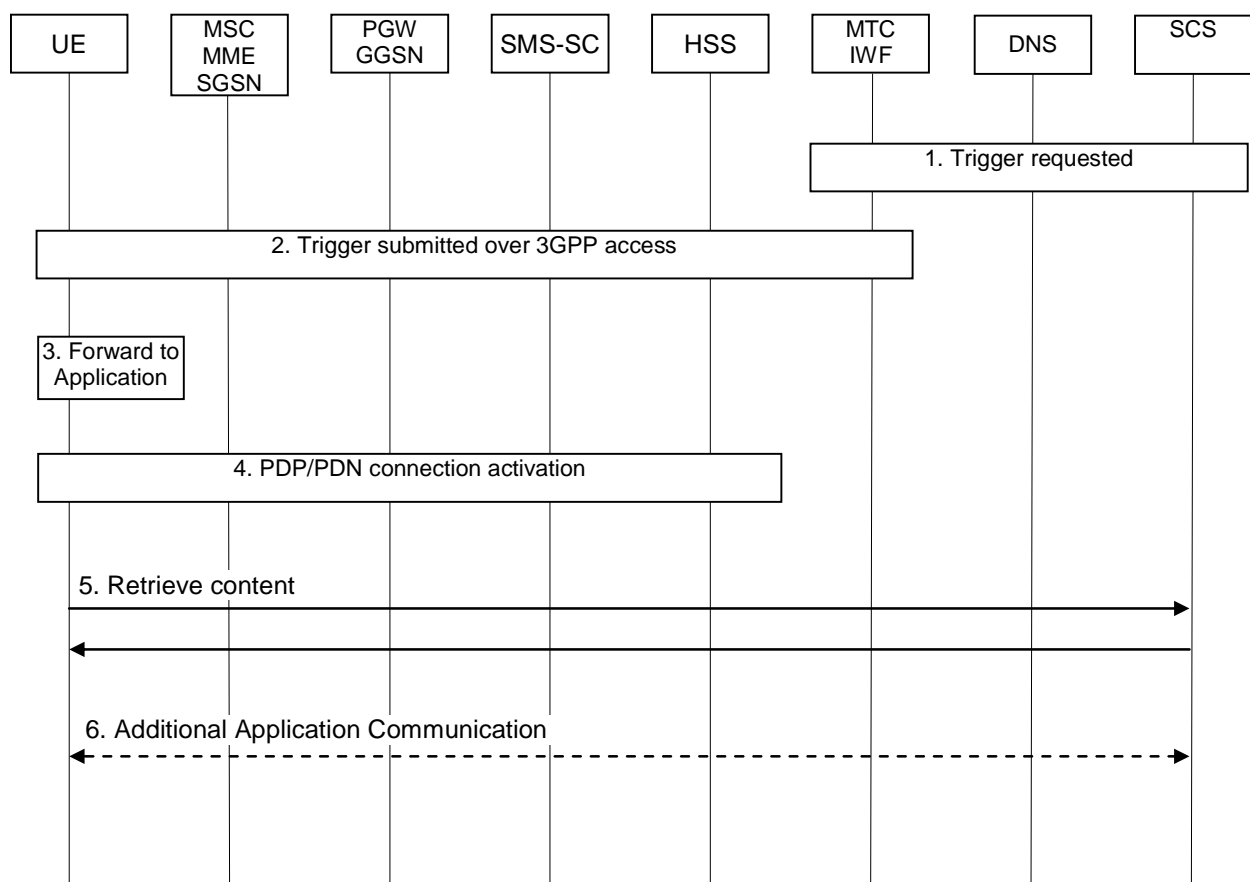 UE
MSC
MME
SGSN
PGW
GGSN
SMS-SC
HSS
MTC
IWF
DNS
SCS
1. Trigger requested
2. Trigger submitted over 3GPP access
3. Forward to
Application
4. PDP/PDN connection activation
5. Retrieve content
6. Additional Application Communication